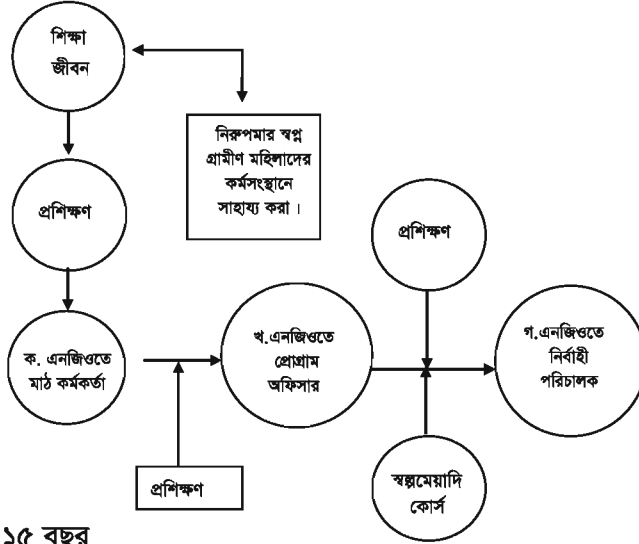 শিক্ষা
জীবন
নিরুপমার স্বপ্ন
গ্রামীণ মহিলাদের
কর্মসংস্থানে
সাহায্য করা ।
প্রশিক্ষণ
প্রশিক্ষণ
ক. এনজিওতে
মাঠ কর্মকর্তা
খ.এনজিওতে
প্রোগ্রাম
অফিসার
গ.এনজিওতে
নির্বাহী
পরিচালক
প্রশিক্ষণ
স্বল্পমেয়াদি
কোর্স
১৫ বছর